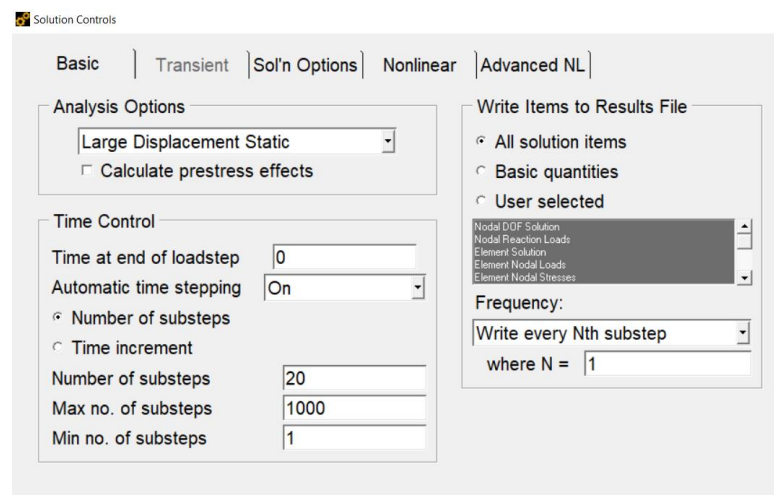 Solution Controls
Basic
Transient
Sol'n Options
Nonlinear
Advanced NL
Analysis Options
Large Displacement Static
Calculate prestress effects
Time Control
Time at end of loadstep 0
Automatic time stepping On
Number of substeps
Time increment
Number of substeps 20
Max no. of substeps 1000
Min no. of substeps 1
Write Items to Results File
All solution items
Basic quantities
User selected
Nodal DOF Solution
Nodal Reaction Loads
Element Solution
Element Nodal Loads
Element Nodal Stresses
Frequency:
Write every Nth substep
where N = 1